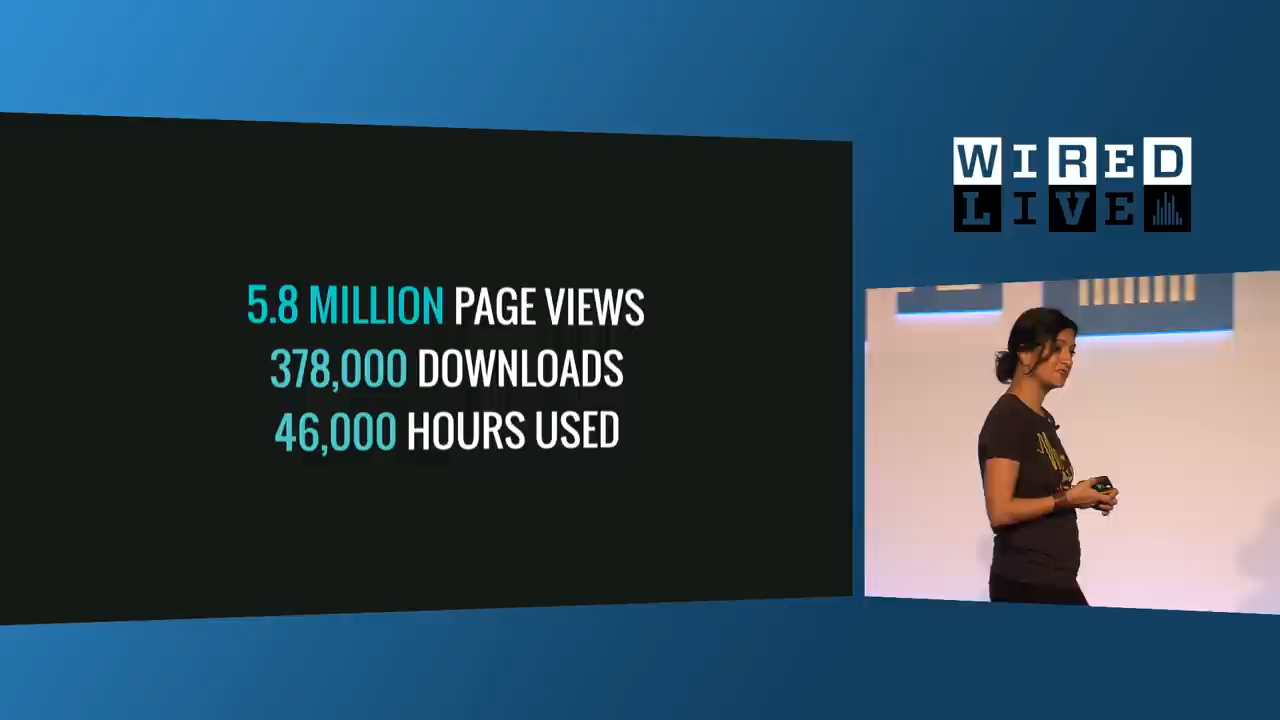 5.8 MILLION PAGE VIEWS
378,000 DOWNLOADS
46,000 HOURS USED
WIRED
LIVE